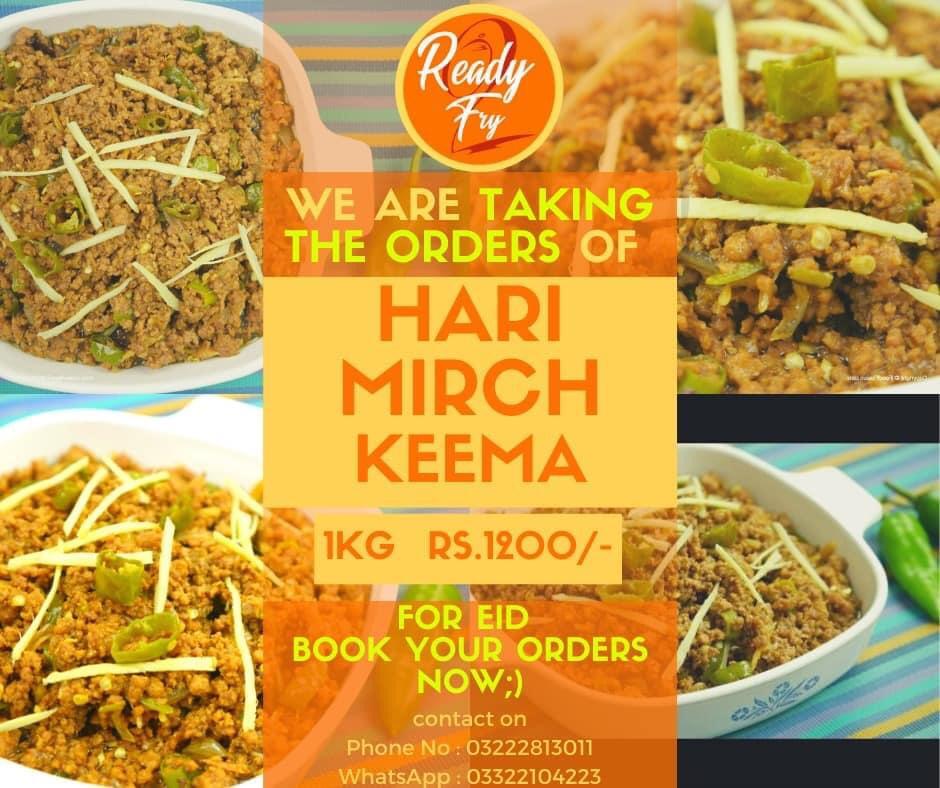 Ready
Fry
WE ARE TAKING
THE ORDERS OF
HARI
MIRCH
KEEMA
1KG RS.1200/-
FOR EID
BOOK YOUR ORDERS
NOW;)
contact on
Phone No : 03222813011
WhatsApp : 03322104223